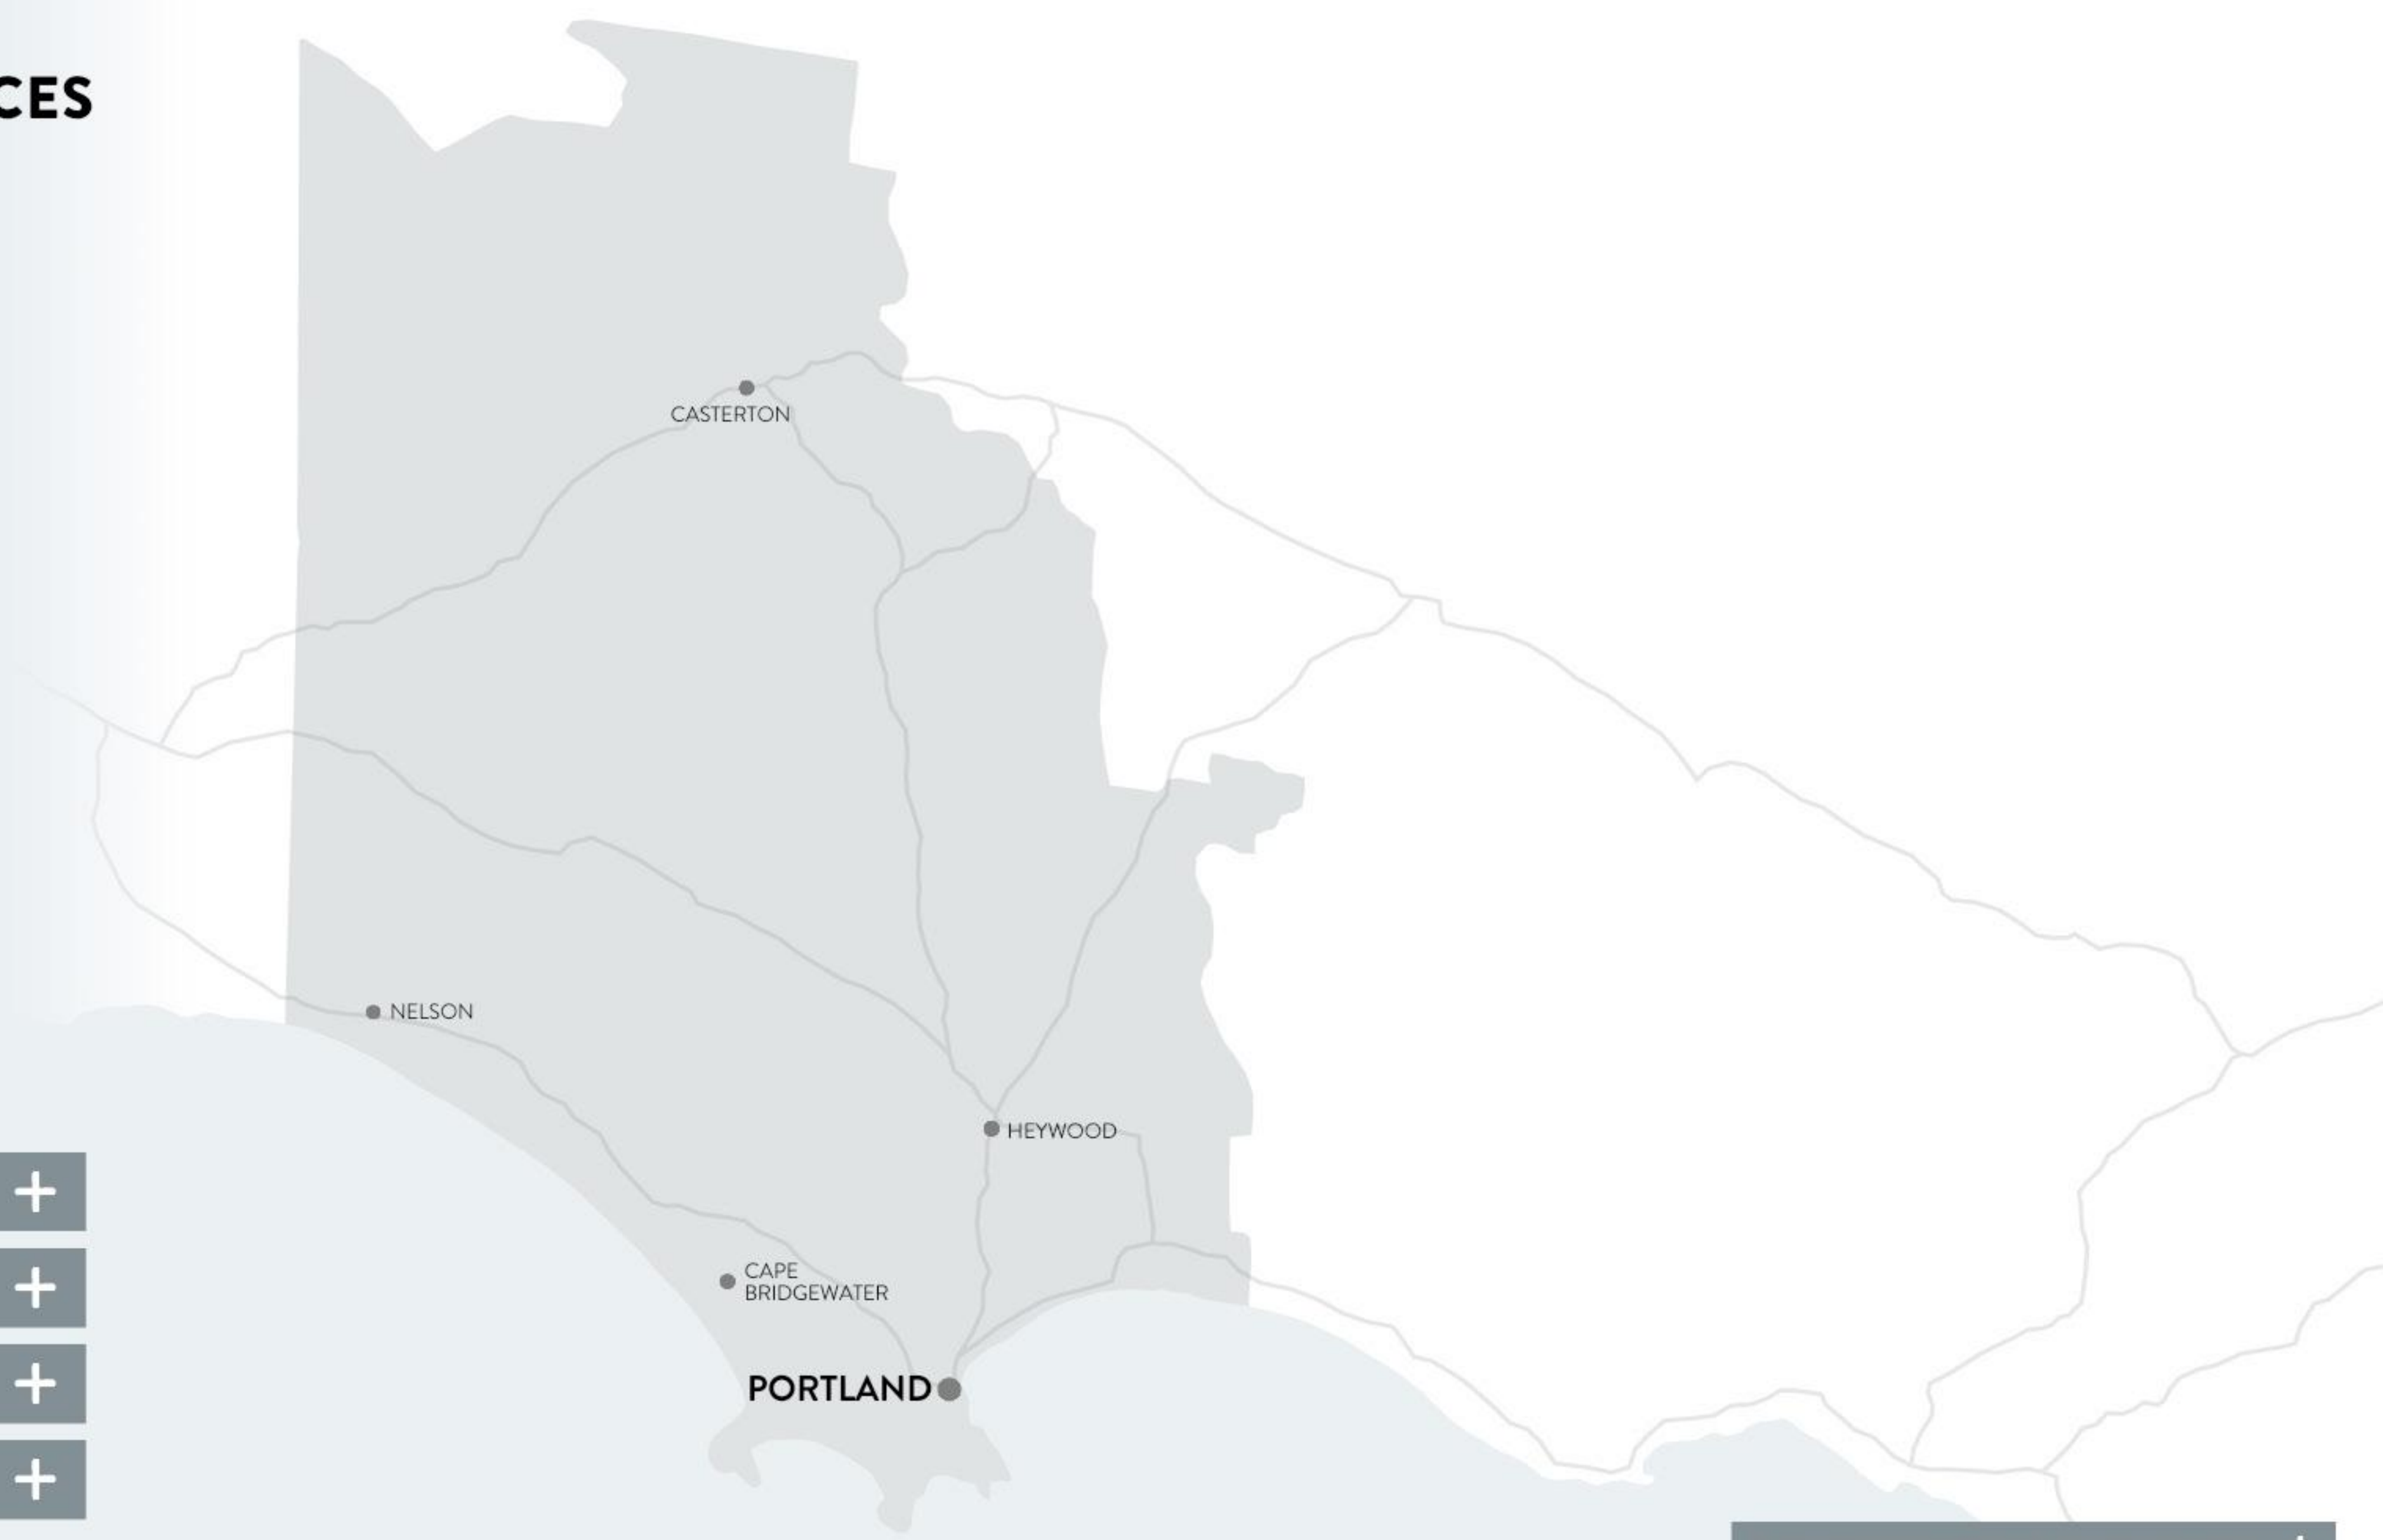 CES
CASTERTON
NELSON
HEYWOOD
CAPE
BRIDGEWATER
PORTLAND
+
+
+
+